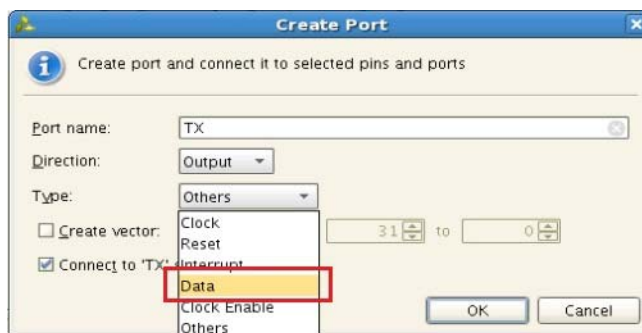 Create Port
Create port and connect it to selected pins and ports
Port name: TX
Direction: Output
Type: Others
Clock
Create vector: 31 to 0
Reset
Connect to 'TX' Interrupt
Data
Clock Enable
OK Cancel
Others